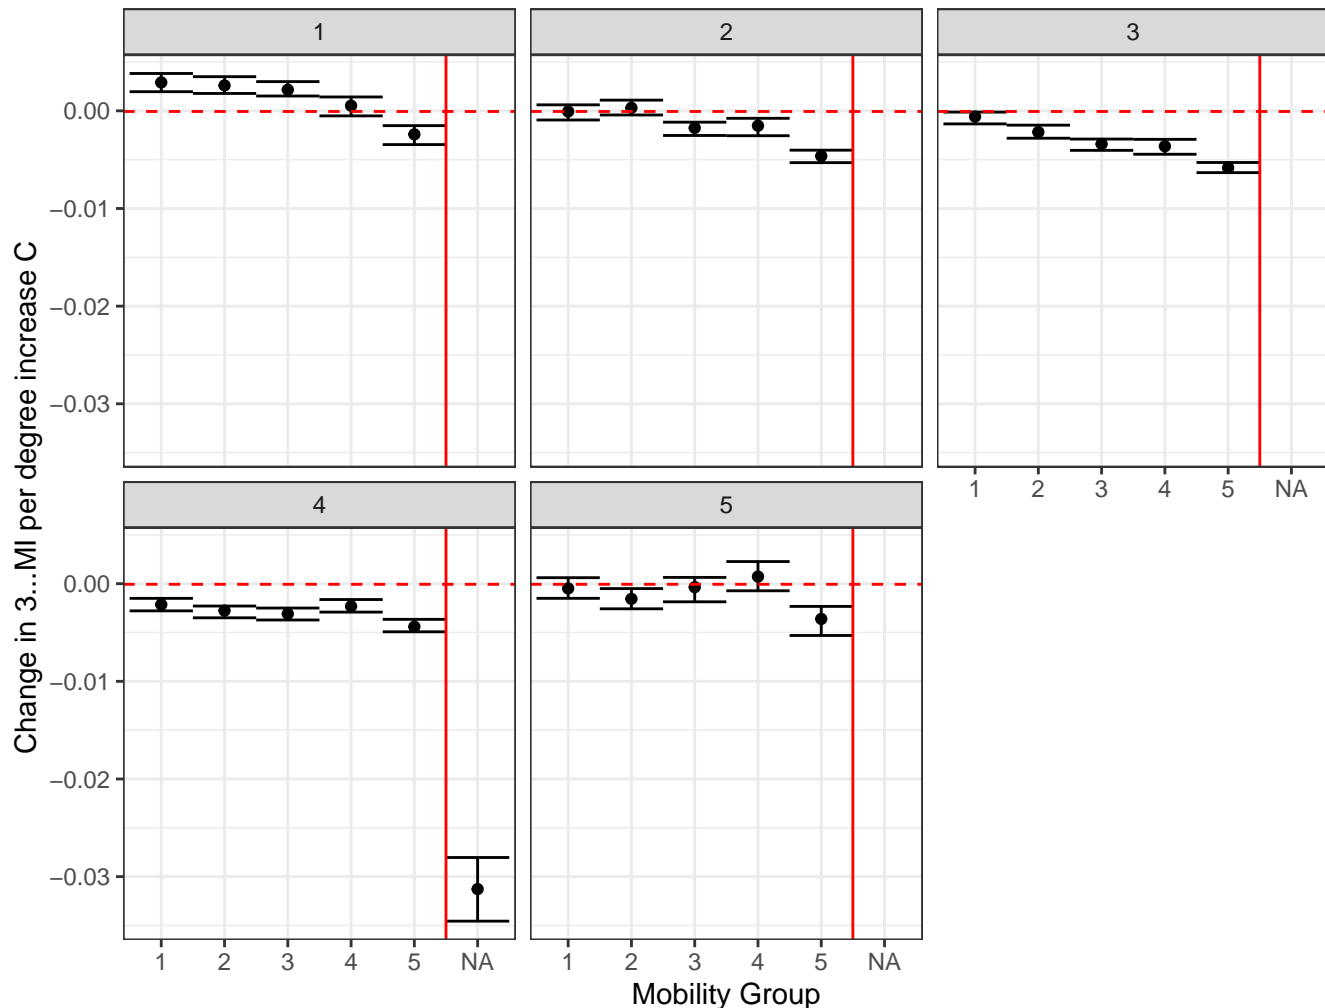 1
2
3
0.00
−0.01
−0.02
−0.03
1 2 3 4 5 NA
4
5
0.00
−0.01
−0.02
−0.03
1 2 3 4 5 NA
1 2 3 4 5 NA
Mobility Group
Change in 3...MI per degree increase C